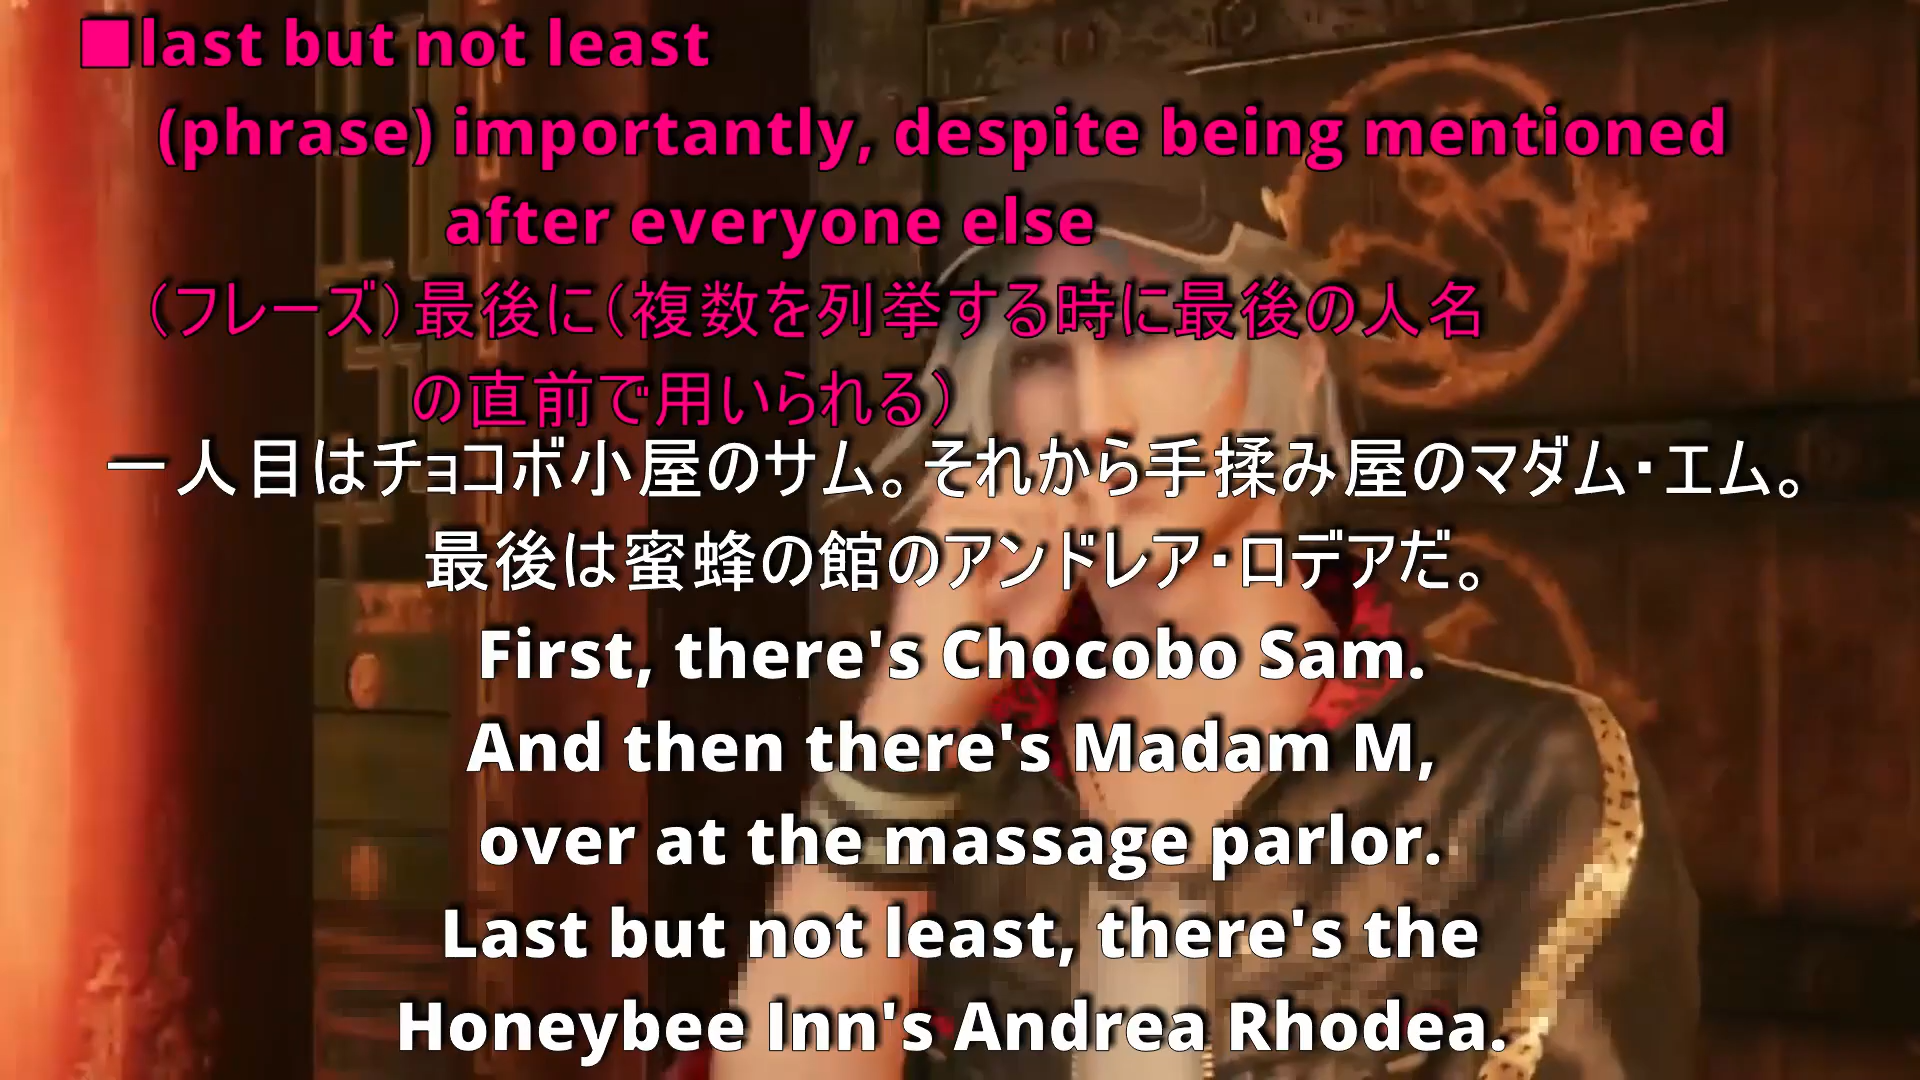 ■last but not least
(phrase) importantly, despite being mentioned
after everyone else
（フレーズ）最後に（複数を列挙する時に最後の人名
の直前で用いられる）
一人目はチョコボ小屋のサム。それから手揉み屋のマダム・エム。
最後は蜜蜂の館のアンドレア・ロデアだ。
First, there's Chocobo Sam.
And then there's Madam M,
over at the massage parlor.
Last but not least, there's the
Honeybee Inn's Andrea Rhodea.